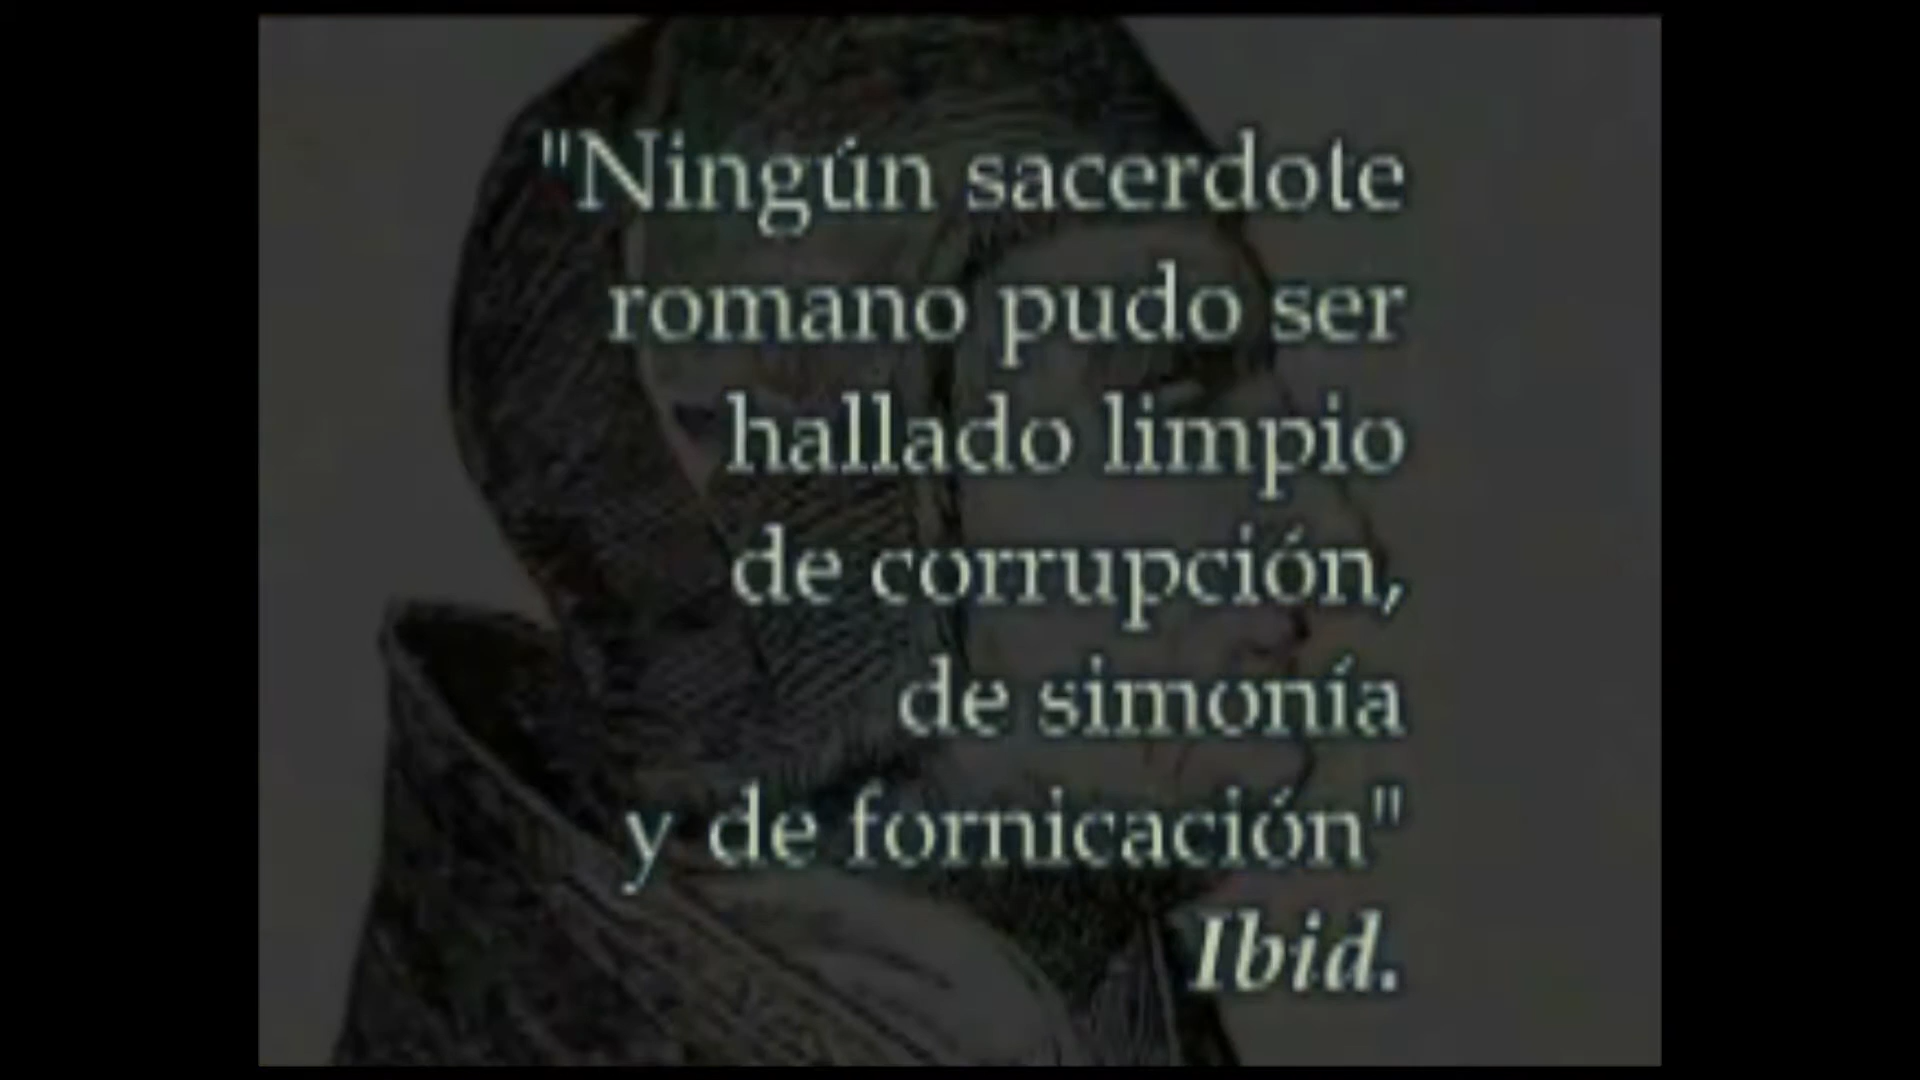 "Ningún sacerdote
romano pudo ser
hallado limpio
de corrupción,
de simonía
y de fornicación"
Ibid.